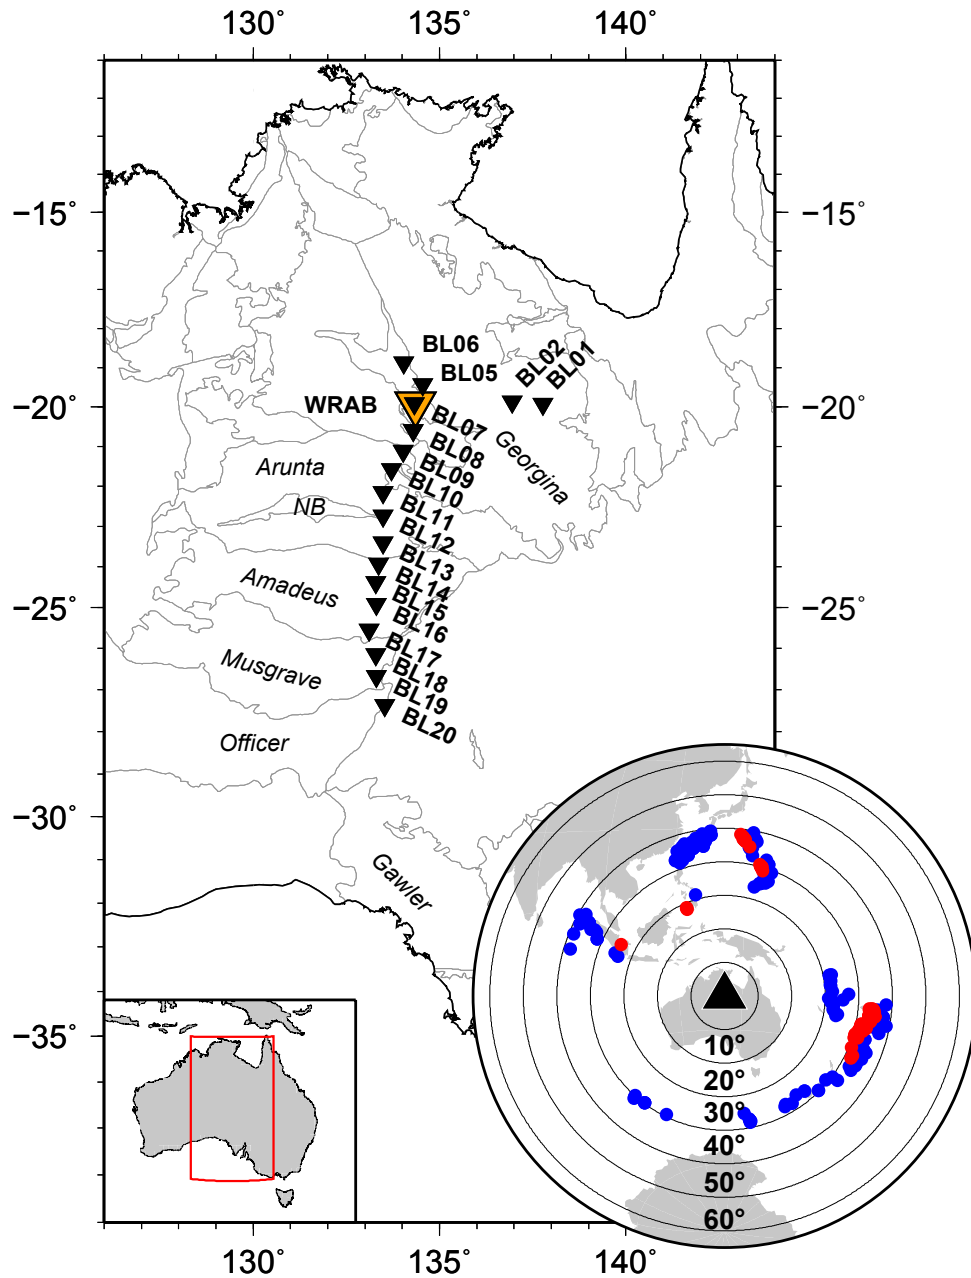 130° 135° 140°
−15° −15°
BL06
BL02
BL01
BL05
−20° WRAB −20°
BL07
Georgina
BL08
Arunta
BL09
BL10
NB
BL11
BL12
BL13
Amadeus
BL14
BL15
−25° −25°
BL16
BL17
Musgrave
BL18
BL19
BL20
Officer
−30°
Gawler
−35°
10°
20°
30°
40°
50°
60°
130° 135° 140°